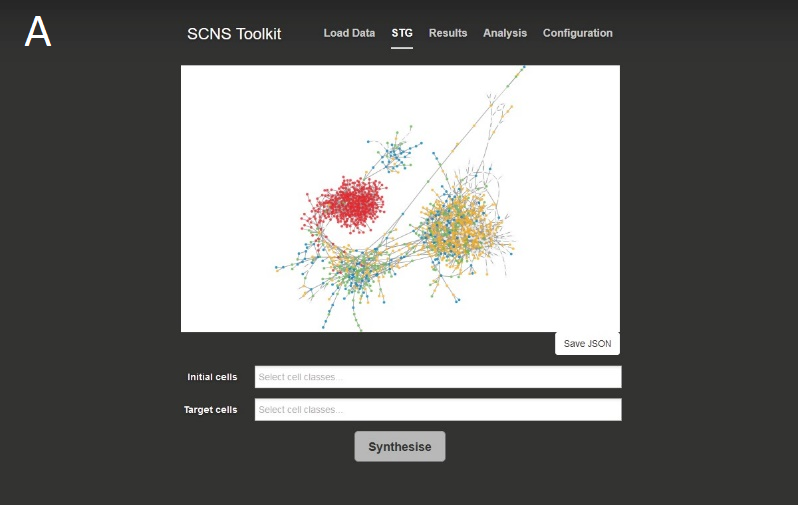 A
SCNS Toolkit Load Data STG Results Analysis Configuration
Save JSON
Initial cells Select cell classes...
Target cells Select cell classes...
Synthesise